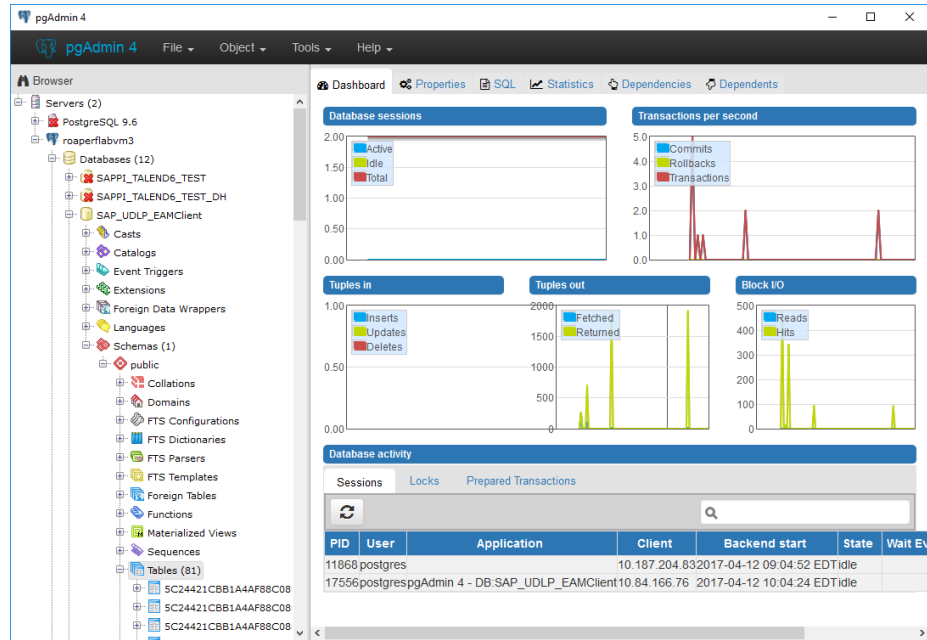 pgAdmin 4
pgAdmin 4 File Object Tools Help
Browser
Servers (2)
PostgreSQL 9.6
roaperflabvm3
Databases (12)
SAPPI_TALEND6_TEST
SAPPI_TALEND6_TEST_DH
SAP_UDLP_EAMClient
Casts
Catalogs
Event Triggers
Extensions
Foreign Data Wrappers
Languages
Schemas (1)
public
Collations
Domains
FTS Configurations
FTS Dictionaries
FTS Parsers
FTS Templates
Foreign Tables
Functions
Materialized Views
Sequences
Tables (81)
5C24421CBB1A4AF88C08
5C24421CBB1A4AF88C08
5C24421CBB1A4AF88C08
Dashboard Properties SQL Statistics Dependencies Dependents
Database sessions
2.00
1.50
1.00
0.50
0.00
Active
Idle
Total
Transactions per second
5.0
4.0
3.0
2.0
1.0
0.0
Commits
Rollbacks
Transactions
Tuples in
1.00
0.50
0.00
Inserts
Updates
Deletes
Tuples out
2000
1500
1000
500
0
Fetched
Returned
Block I/O
500
400
300
200
100
0
Reads
Hits
Database activity
Sessions Locks Prepared Transactions
PID User Application Client Backend start State Wait Ev
11868 postgres 10.187.204.83 2017-04-12 09:04:52 EDT idle
17556 postgres pgAdmin 4 - DB:SAP_UDLP_EAMClient 10.84.166.76 2017-04-12 10:04:24 EDT idle